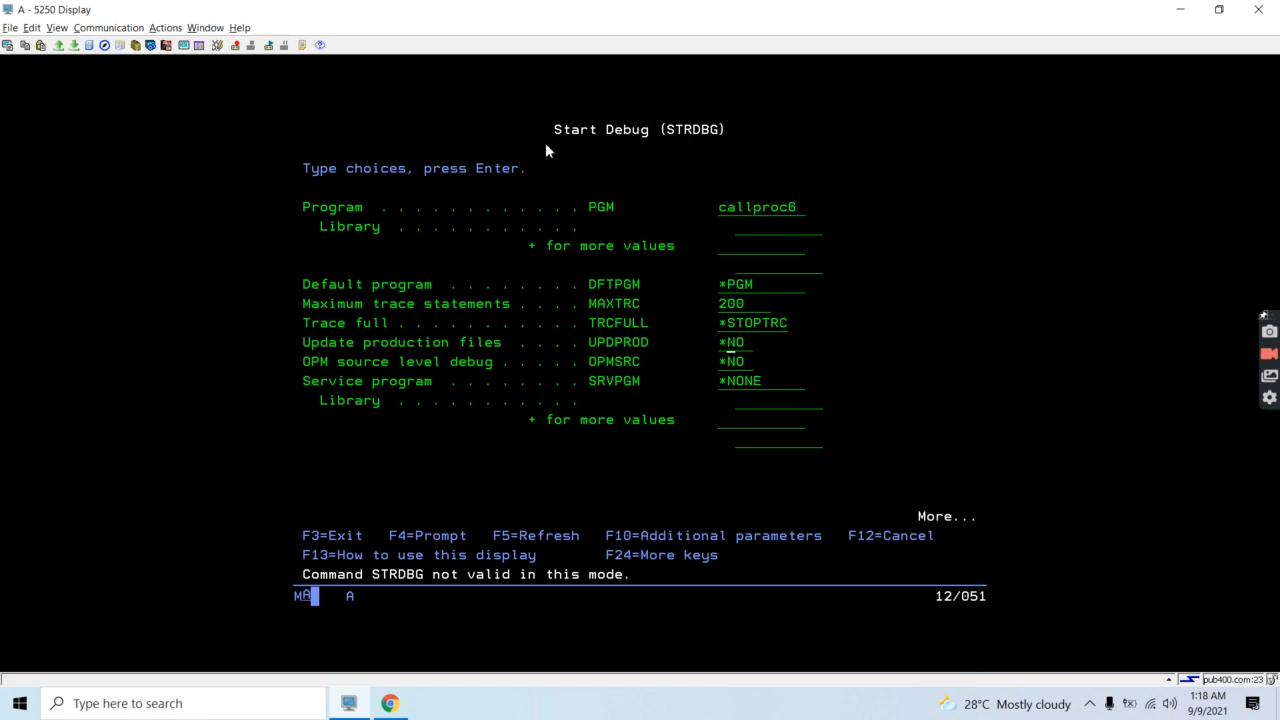 A - 5250 Display
File Edit View Communication Actions Window Help
Start Debug (STRDBG)
Type choices, press Enter.
Program . . . . . . . . . . . . PGM callproc6
Library . . . . . . . . . . .
+ for more values
Default program . . . . . . . . DFTPGM *PGM
Maximum trace statements . . . . MAXTRC 200
Trace full . . . . . . . . . . . TRCFULL *STOPTRC
Update production files . . . . UPDPROD *NO
OPM source level debug . . . . . OPMSRC *NO
Service program . . . . . . . . SRVPGM *NONE
Library . . . . . . . . . . .
+ for more values
More...
F3=Exit F4=Prompt F5=Refresh F10=Additional parameters F12=Cancel
F13=How to use this display F24=More keys
Command STRDBG not valid in this mode.
MA A 12/051
pub400.com:23
Type here to search 28°C Mostly cloudy 1:18 AM
9/9/2021